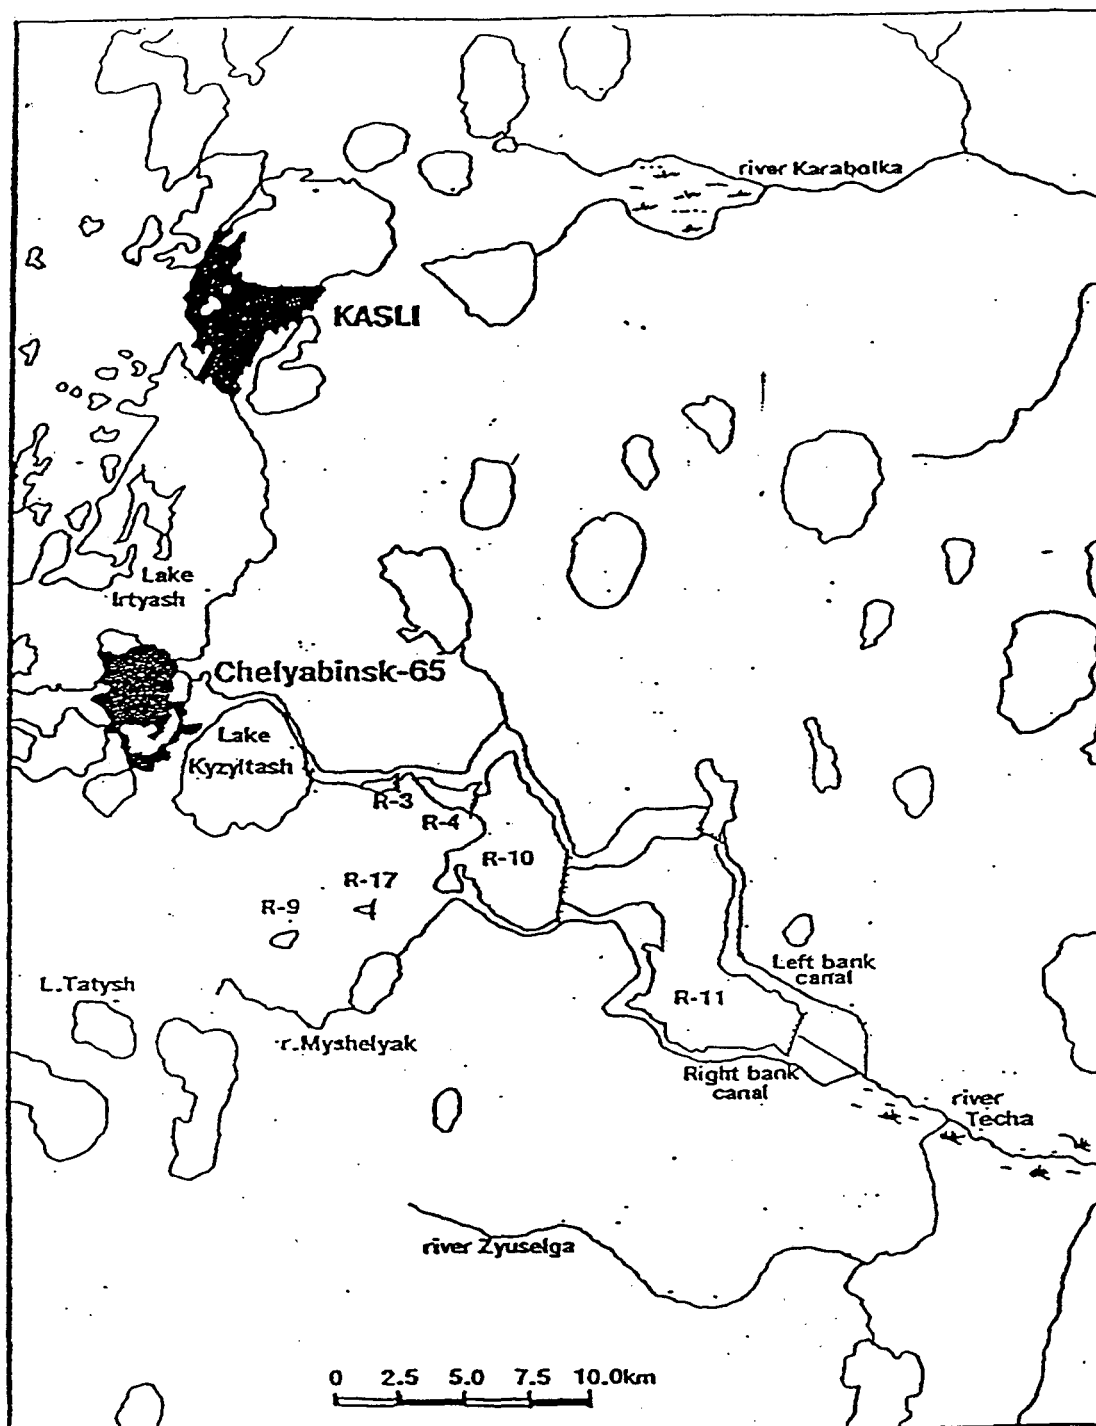 river Karabolka
KASLI
Lake
Irtyash
Chelyabinsk-65
Lake
Kyzyltash
R-3
R-4
R-10
R-17
R-9
L.Tatysh
Left bank
canal
R-11
r.Myshelyak
Right bank
canal
river
Techa
river Zyuselga
0 2.5 5.0 7.5 10.0km